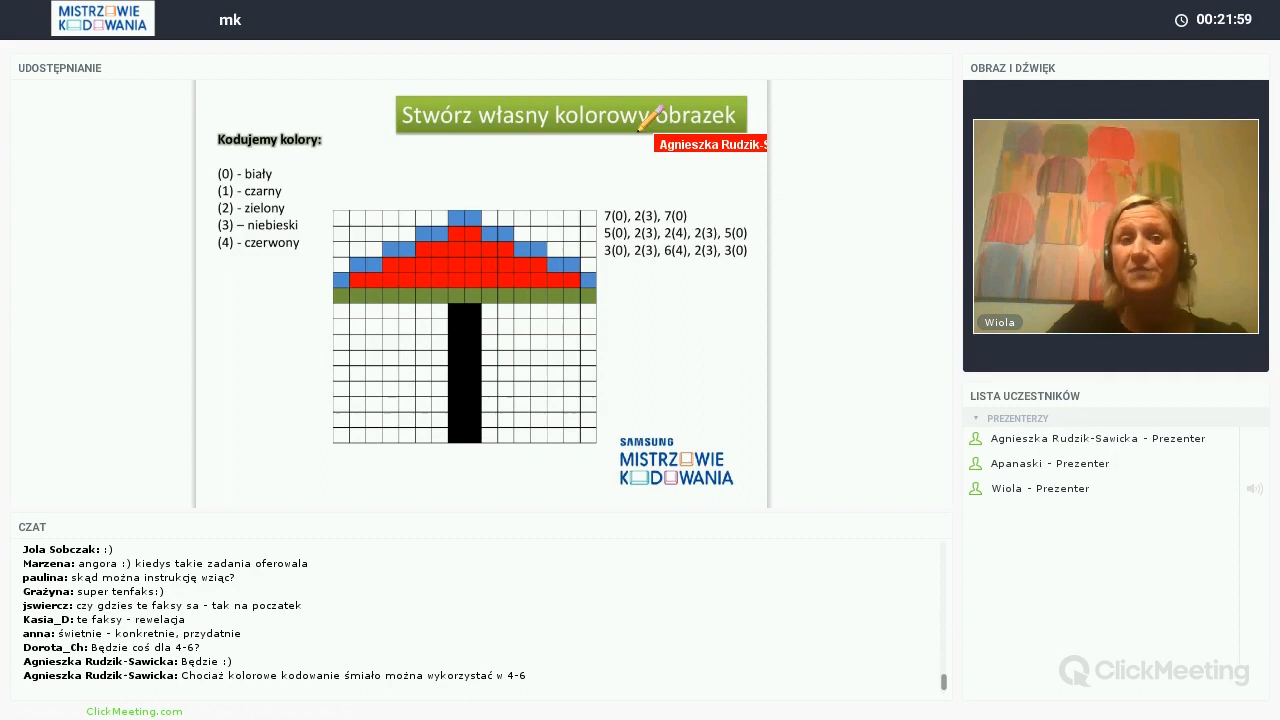 MISTRZOWIE
KODOWANIA
mk
00:21:59
UDOSTĘPNIANIE
Stwórz własny kolorowy obrazek
Agnieszka Rudzik-S
Kodujemy kolory:
(0) - biały
(1) - czarny
(2) - zielony
(3) – niebieski
(4) - czerwony
7(0), 2(3), 7(0)
5(0), 2(3), 2(4), 2(3), 5(0)
3(0), 2(3), 6(4), 2(3), 3(0)
SAMSUNG
MISTRZOWIE
KODOWANIA
OBRAZ I DŹWIĘK
Wiola
LISTA UCZESTNIKÓW
PREZENTERZY
Agnieszka Rudzik-Sawicka - Prezenter
Apanaski - Prezenter
Wiola - Prezenter
CZAT
Jola Sobczak: :)
Marzena: angora :) kiedys takie zadania oferowala
paulina: skąd można instrukcję wziąc?
Grażyna: super tenfaks:)
jswiercz: czy gdzies te faksy sa - tak na poczatek
Kasia_D: te faksy - rewelacja
anna: świetnie - konkretnie, przydatnie
Dorota_Ch: Będzie coś dla 4-6?
Agnieszka Rudzik-Sawicka: Będzie :)
Agnieszka Rudzik-Sawicka: Chociaż kolorowe kodowanie śmiało można wykorzystać w 4-6
ClickMeeting
ClickMeeting.com